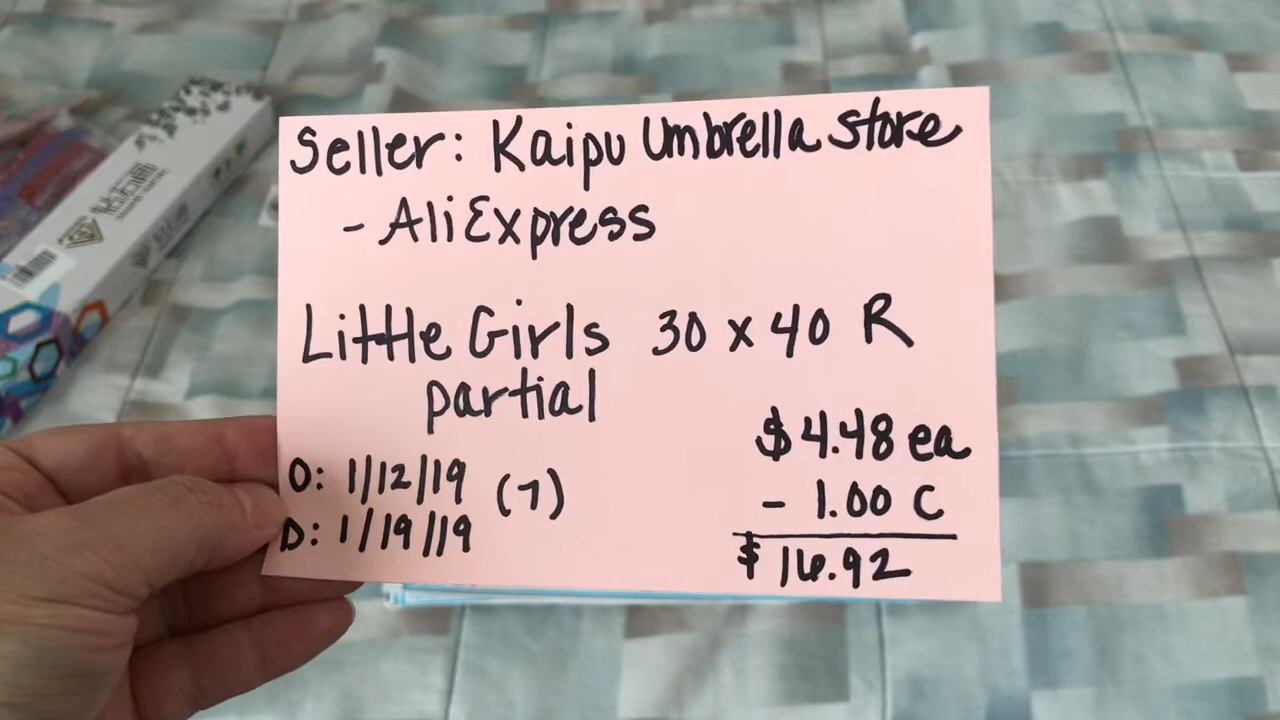 Seller: Kaipu Umbrella Store
- AliExpress
Little Girls 30 x 40 R
partial
$4.48 ea
- 1.00 C
$16.92
O: 1/12/19 (7)
D: 1/19/19